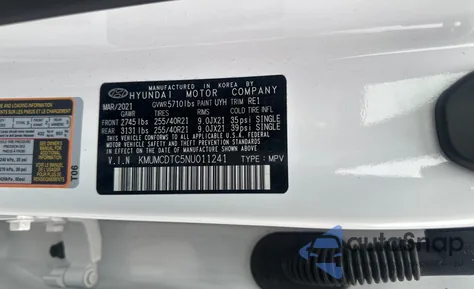 MANUFACTURED IN KOREA BY
HYUNDAI MOTOR COMPANY
MAR/2021 GVWR 5710lbs PAINT UYH TRIM RE1
GAWR TIRES RIMS COLD TIRE INFL
FRONT 2745 lbs 255/40R21 9.0JX21 35psi SINGLE
REAR 3131 lbs 255/40R21 9.0JX21 39psi SINGLE
THIS VEHICLE CONFORMS TO ALL APPLICABLE
U.S. FEDERAL MOTOR VEHICLE SAFETY BUMPER,
AND THEFT PREVENTION STANDARDS
IN EFFECT ON THE DATE OF MANUFACTURE
SHOWN ABOVE
V.I.N KMUMCDTC5NU011241 TYPE : MPV
T06
autoSnap